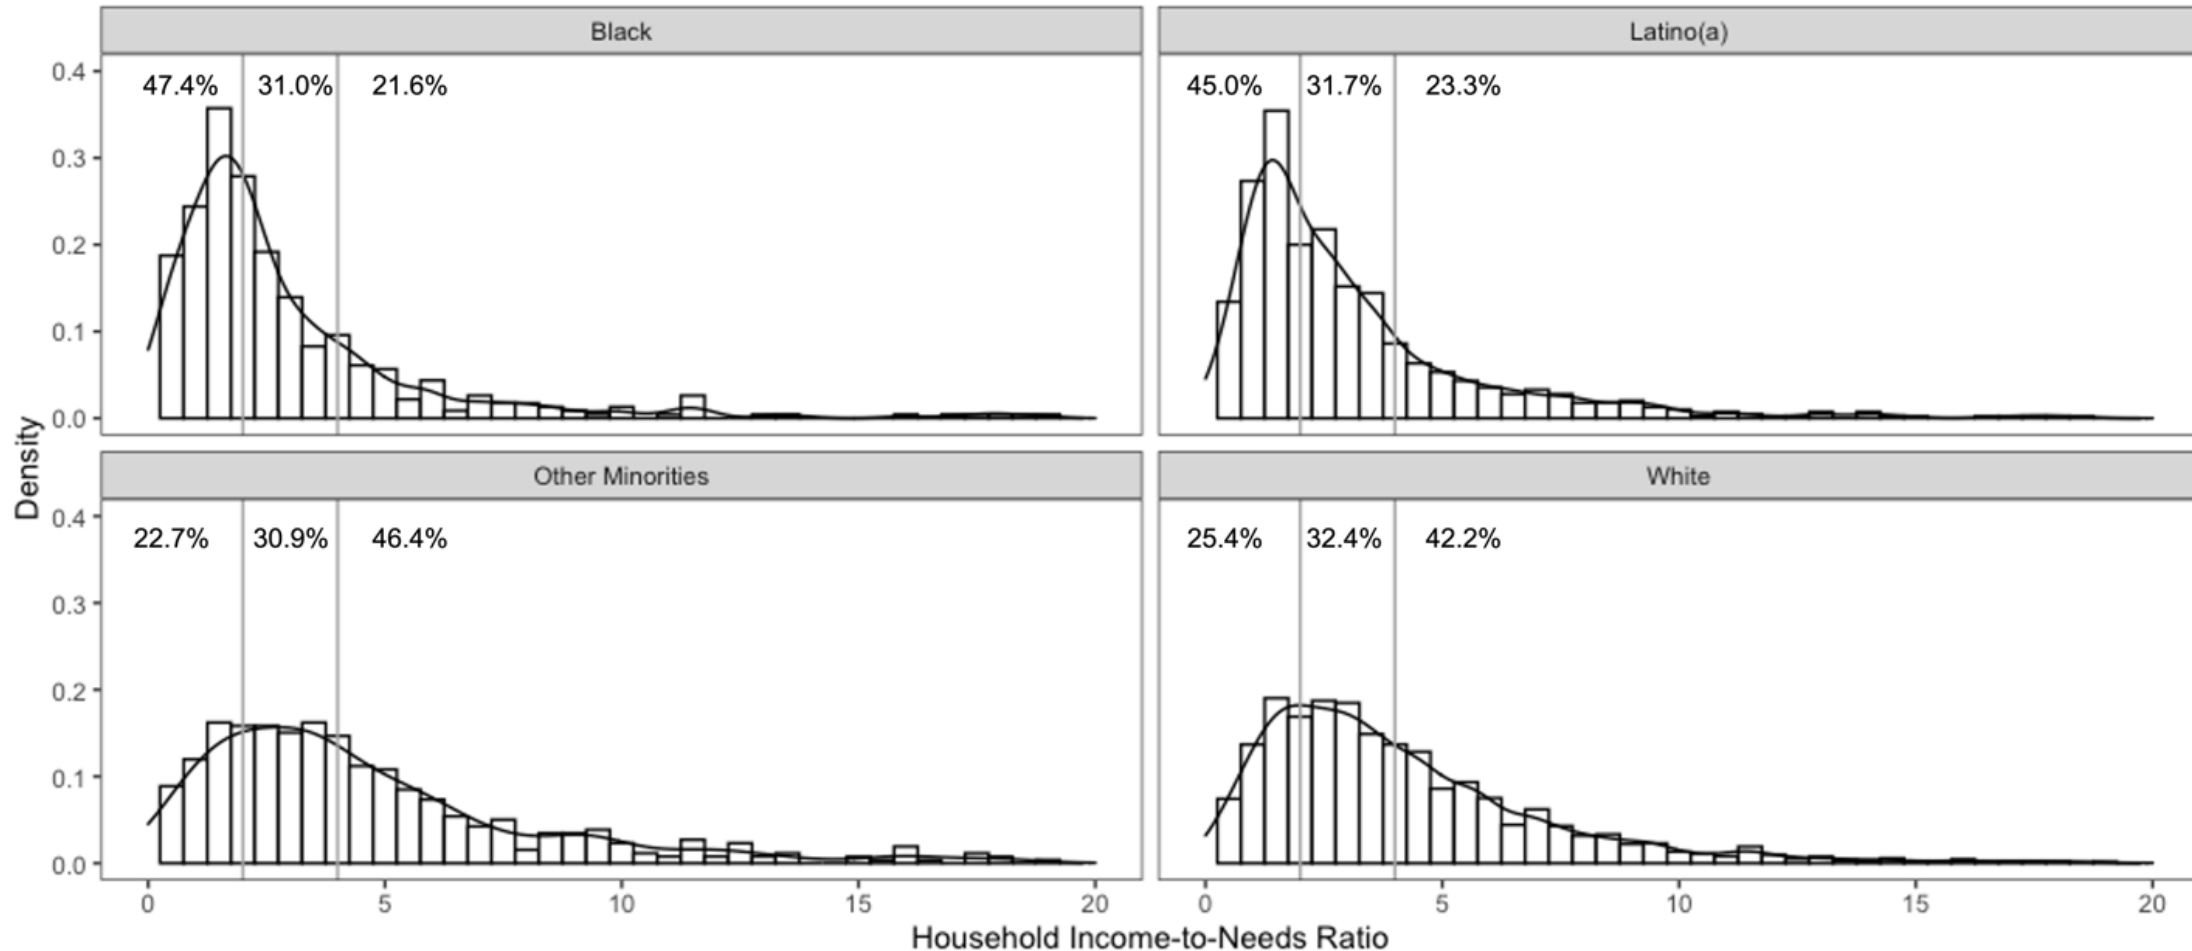 Black
Latino(a)
0.4
47.4% 31.0% 21.6%
45.0% 31.7% 23.3%
0.3
0.2
0.1
0.0
Density
Other Minorities
White
0.4
22.7% 30.9% 46.4%
25.4% 32.4% 42.2%
0.3
0.2
0.1
0.0
0 5 10 15 20
0 5 10 15 20
Household Income-to-Needs Ratio